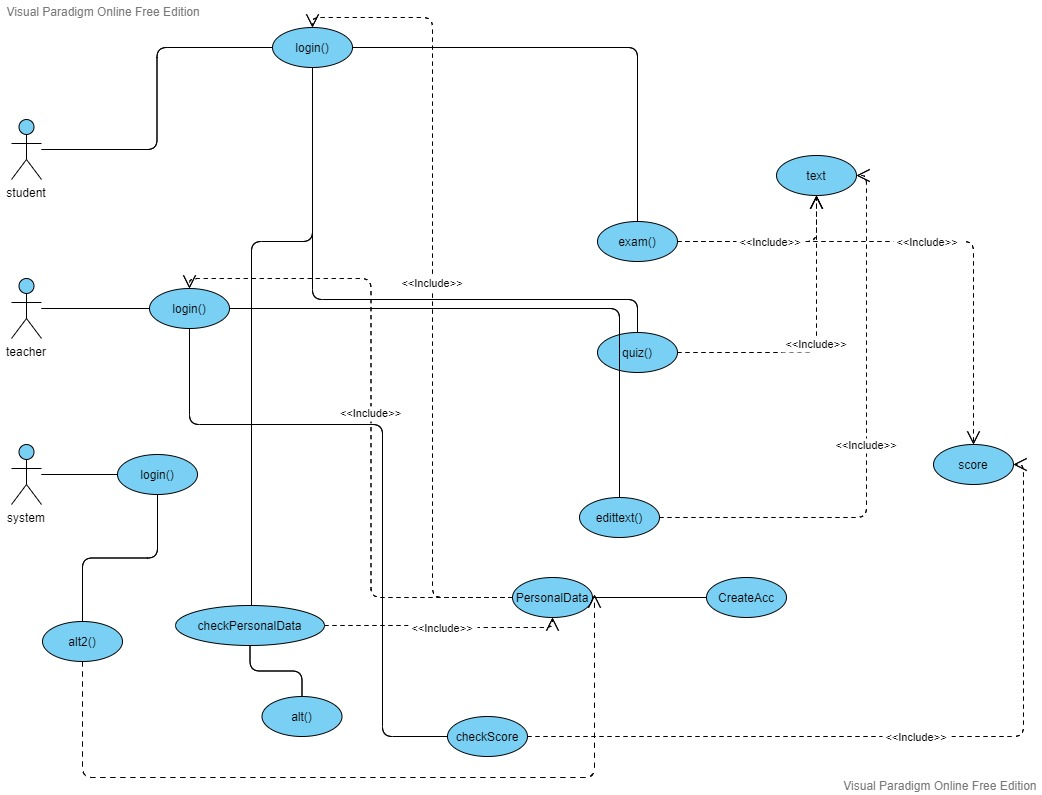 Visual Paradigm Online Free Edition
login()
student
text
exam()
<<Include>>
<<Include>>
<<Include>>
login()
teacher
<<Include>>
quiz()
<<Include>>
<<Include>>
login()
score
system
edittext()
PersonalData
CreateAcc
checkPersonalData
<<Include>>
alt2()
alt()
checkScore
<<Include>>
Visual Paradigm Online Free Edition